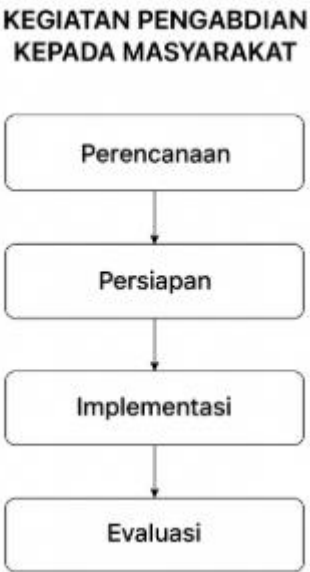 KEGIATAN PENGABDIAN
KEPADA MASYARAKAT
Perencanaan
Persiapan
Implementasi
Evaluasi